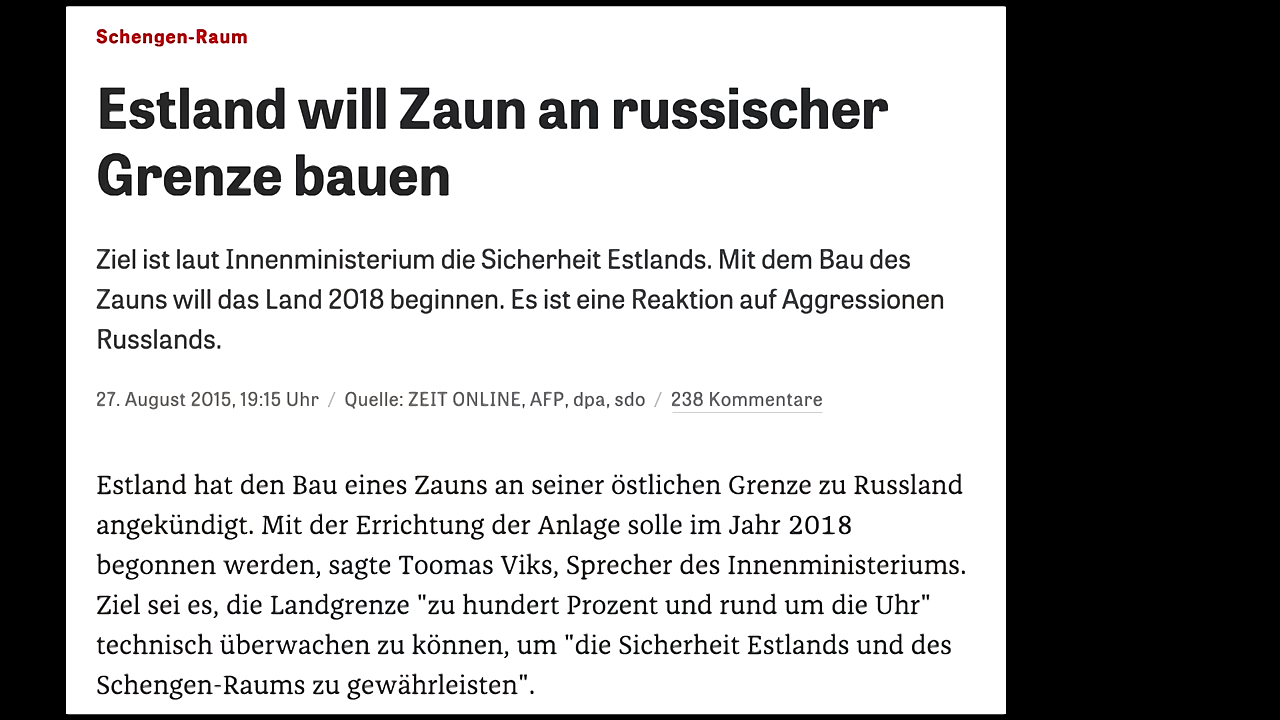 Schengen-Raum
Estland will Zaun an russischer
Grenze bauen
Ziel ist laut Innenministerium die Sicherheit Estlands. Mit dem Bau des
Zauns will das Land 2018 beginnen. Es ist eine Reaktion auf Aggressionen
Russlands.
27. August 2015, 19:15 Uhr / Quelle: ZEIT ONLINE, AFP, dpa, sdo / 238 Kommentare
Estland hat den Bau eines Zauns an seiner östlichen Grenze zu Russland
angekündigt. Mit der Errichtung der Anlage solle im Jahr 2018
begonnen werden, sagte Toomas Viks, Sprecher des Innenministeriums.
Ziel sei es, die Landgrenze "zu hundert Prozent und rund um die Uhr"
technisch überwachen zu können, um "die Sicherheit Estlands und des
Schengen-Raums zu gewährleisten".